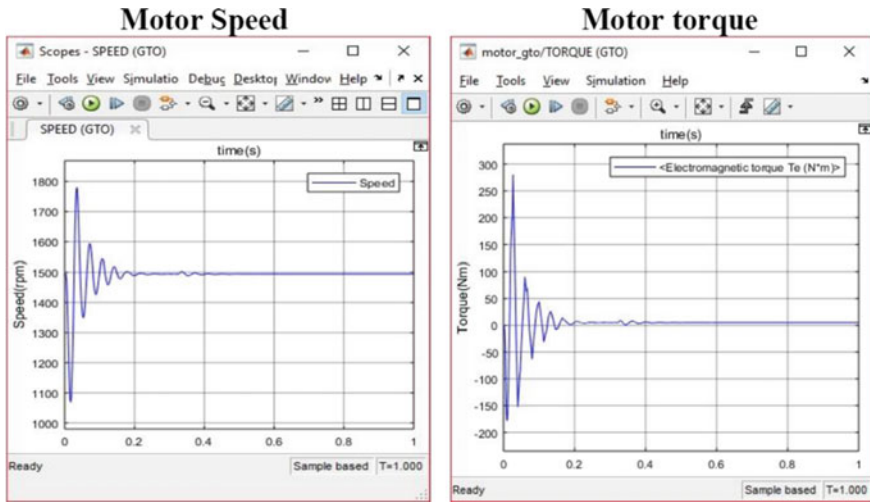 Motor Speed
Scopes - SPEED (GTO)
File Tools View Simulatio Debug Desktop Window Help
SPEED (GTO)
time(s)
Speed
Speed(rpm)
1800
1700
1600
1500
1400
1300
1200
1100
1000
0 0.2 0.4 0.6 0.8 1
Ready Sample based T=1.000
Motor torque
motor_gto/TORQUE (GTO)
File Tools View Simulation Help
time(s)
<Electromagnetic torque Te (N*m)>
Torque(Nm)
300
250
200
150
100
50
0
-50
-100
-150
-200
0 0.2 0.4 0.6 0.8 1
Ready Sample based T=1.000